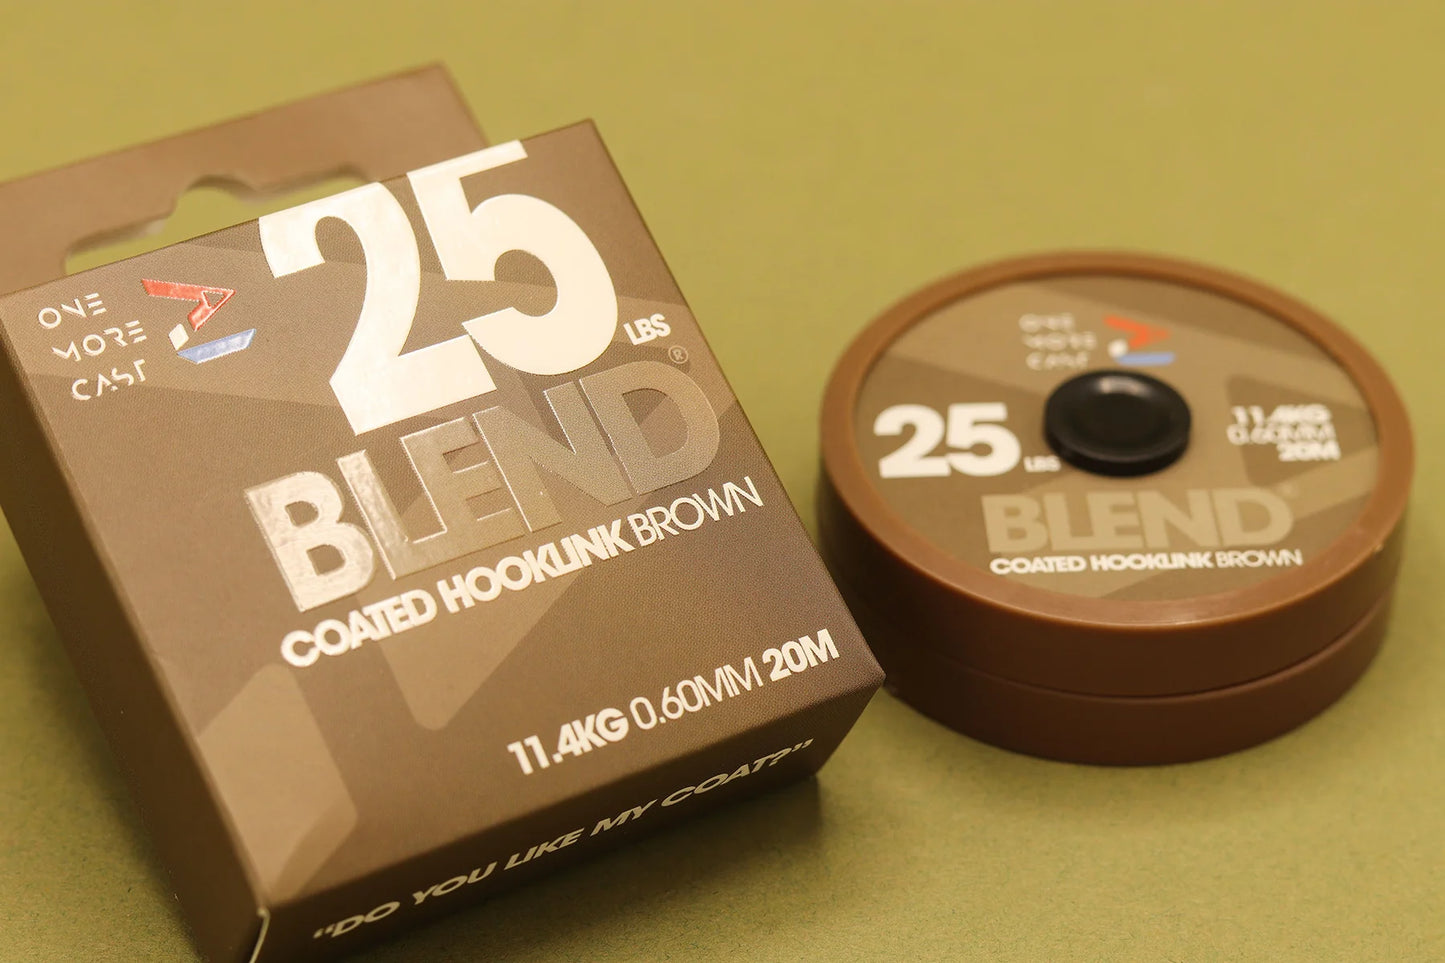 ONE
MORE
CAST
25
LBS
BLEND®
COATED HOOKLINK BROWN
11.4KG 0.60MM 20M
“DO YOU LIKE MY COAT?”
ONE
MORE
CAST
25 LBS
11.4KG
0.60MM
20M
BLEND
COATED HOOKLINK BROWN